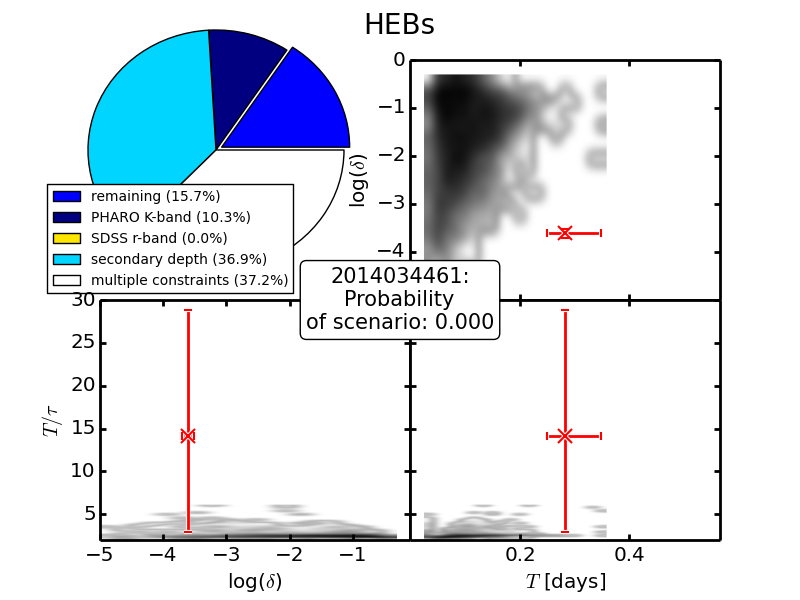 HEBs
remaining (15.7%)
PHARO K-band (10.3%)
SDSS r-band (0.0%)
secondary depth (36.9%)
multiple constraints (37.2%)
log(δ)
0
−1
−2
−3
−4
2014034461:
Probability
of scenario: 0.000
T/τ
30
25
20
15
10
5
−5
−4
−3
−2
−1
log(δ)
0.2
0.4
T [days]